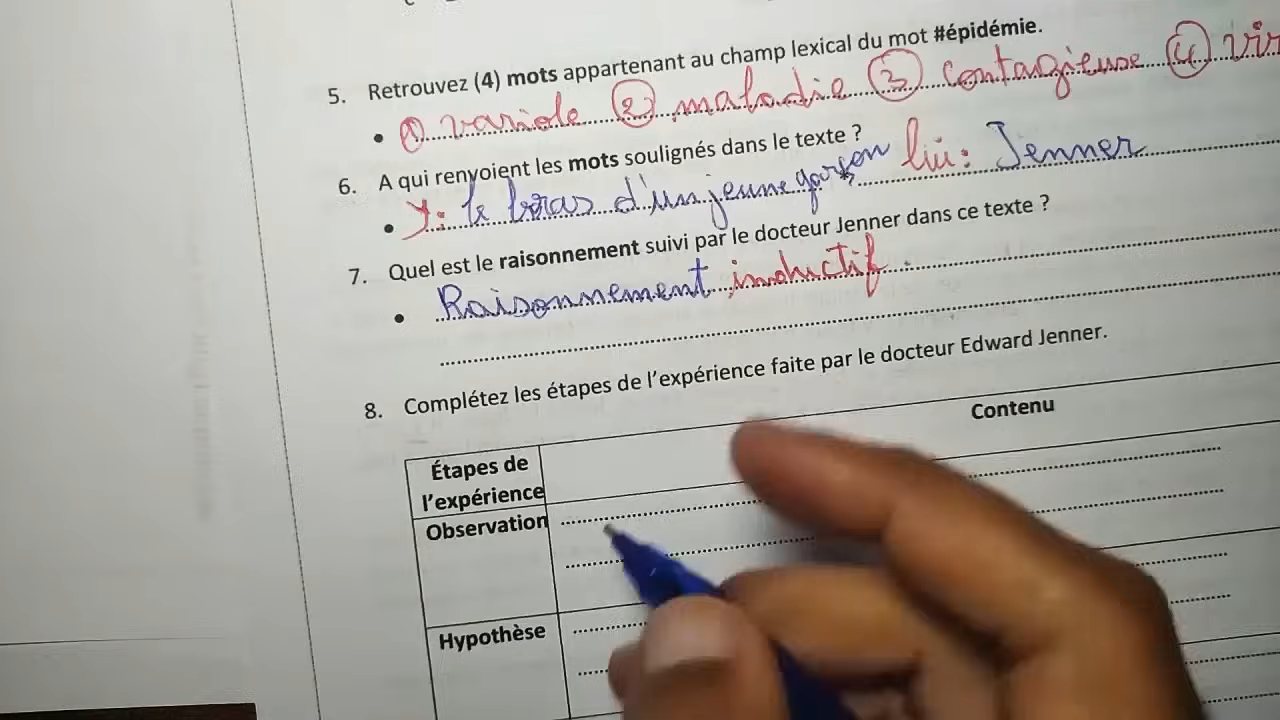 5. Retrouvez (4) mots appartenant au champ lexical du mot #épidémie.
• ① variole ② maladie ③ contagieuse ④ vir
6. A qui renvoient les mots soulignés dans le texte ?
• y: le bras d'un jeune garçon lui: Jenner
7. Quel est le raisonnement suivi par le docteur Jenner dans ce texte ?
• Raisonnement inductif.
8. Complétez les étapes de l'expérience faite par le docteur Edward Jenner.
Étapes de l'expérience
Contenu
Observation
Hypothèse